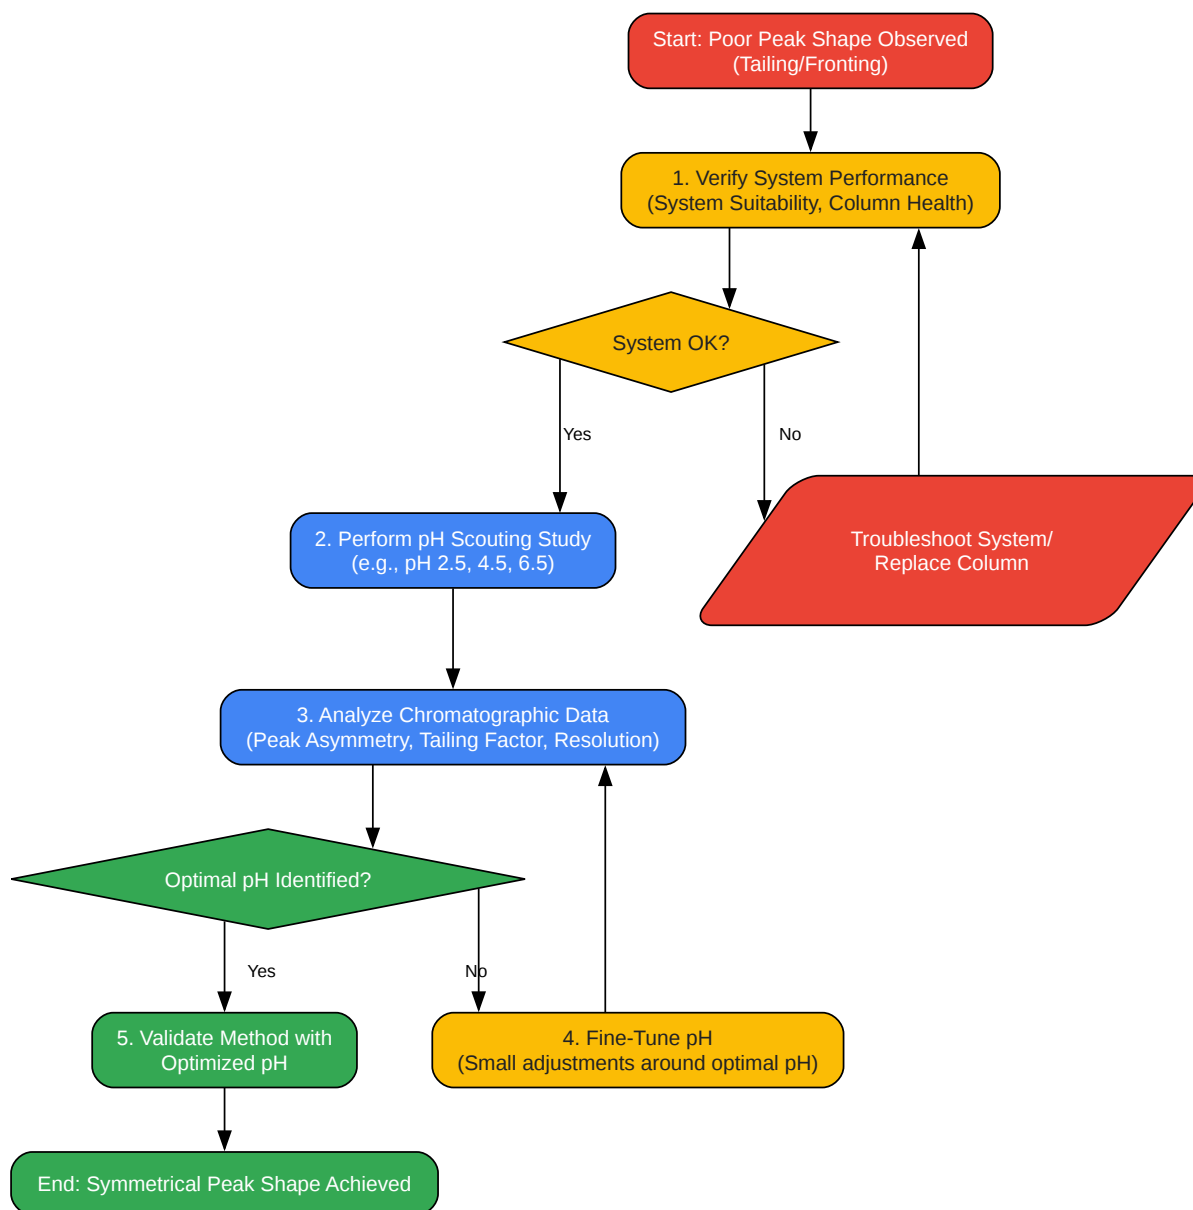 Start: Poor Peak Shape Observed
(Tailing/Fronting)
1. Verify System Performance
(System Suitability, Column Health)
System OK?
Yes
No
2. Perform pH Scouting Study
(e.g., pH 2.5, 4.5, 6.5)
Troubleshoot System/
Replace Column
3. Analyze Chromatographic Data
(Peak Asymmetry, Tailing Factor, Resolution)
Optimal pH Identified?
Yes
No
5. Validate Method with
Optimized pH
4. Fine-Tune pH
(Small adjustments around optimal pH)
End: Symmetrical Peak Shape Achieved